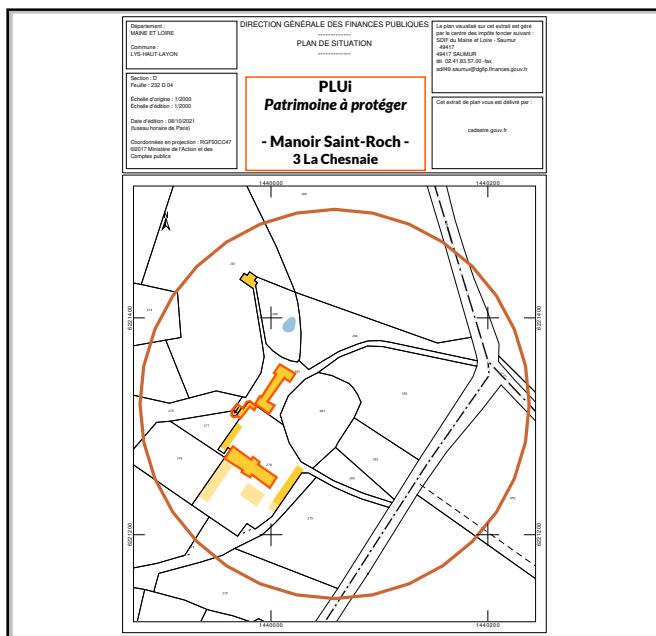 Département :
MAINE ET LOIRE
Commune :
LYS-HAUT-LAYON
Section : D
Feuille : 232 D 04
Échelle d'origine : 1/2000
Échelle d'édition : 1/2000
Date d'édition : 08/10/2021
(fuseau horaire de Paris)
Coordonnées en projection : RGF93CC47
©2017 Ministère de l'Action et des
Comptes publics
DIRECTION GÉNÉRALE DES FINANCES PUBLIQUES
-------------
PLAN DE SITUATION
-------------
PLUi
Patrimoine à protéger
- Manoir Saint-Roch -
3 La Chesnaie
Le plan visualisé sur cet extrait est géré
par le centre des impôts foncier suivant :
SDIF du Maine et Loire - Saumur
49417
49417 SAUMUR
tél. 02.41.83.57.00 -fax
sdif49.saumur@dgfip.finances.gouv.fr
Cet extrait de plan vous est délivré par :
cadastre.gouv.fr
1440000
1440200
6221400
6221400
6221200
6221200
1440000
1440200